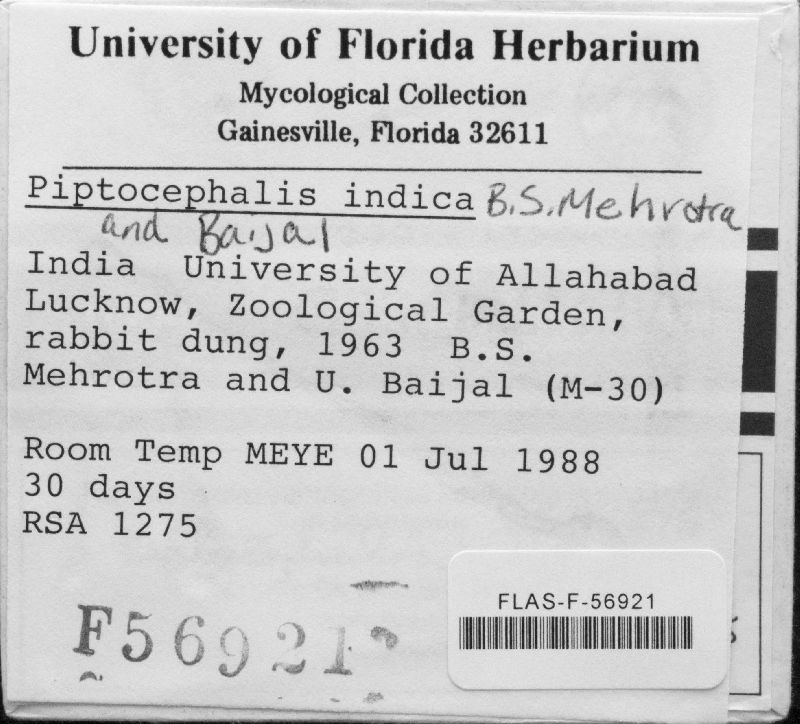 University of Florida Herbarium
Mycological Collection
Gainesville, Florida 32611
Piptocephalis indica B.S. Mehrotra
and Baijal
India  University of Allahabad
Lucknow, Zoological Garden,
rabbit dung, 1963  B.S.
Mehrotra and U. Baijal (M-30)
Room Temp MEYE 01 Jul 1988
30 days
RSA 1275
FLAS-F-56921
F56921